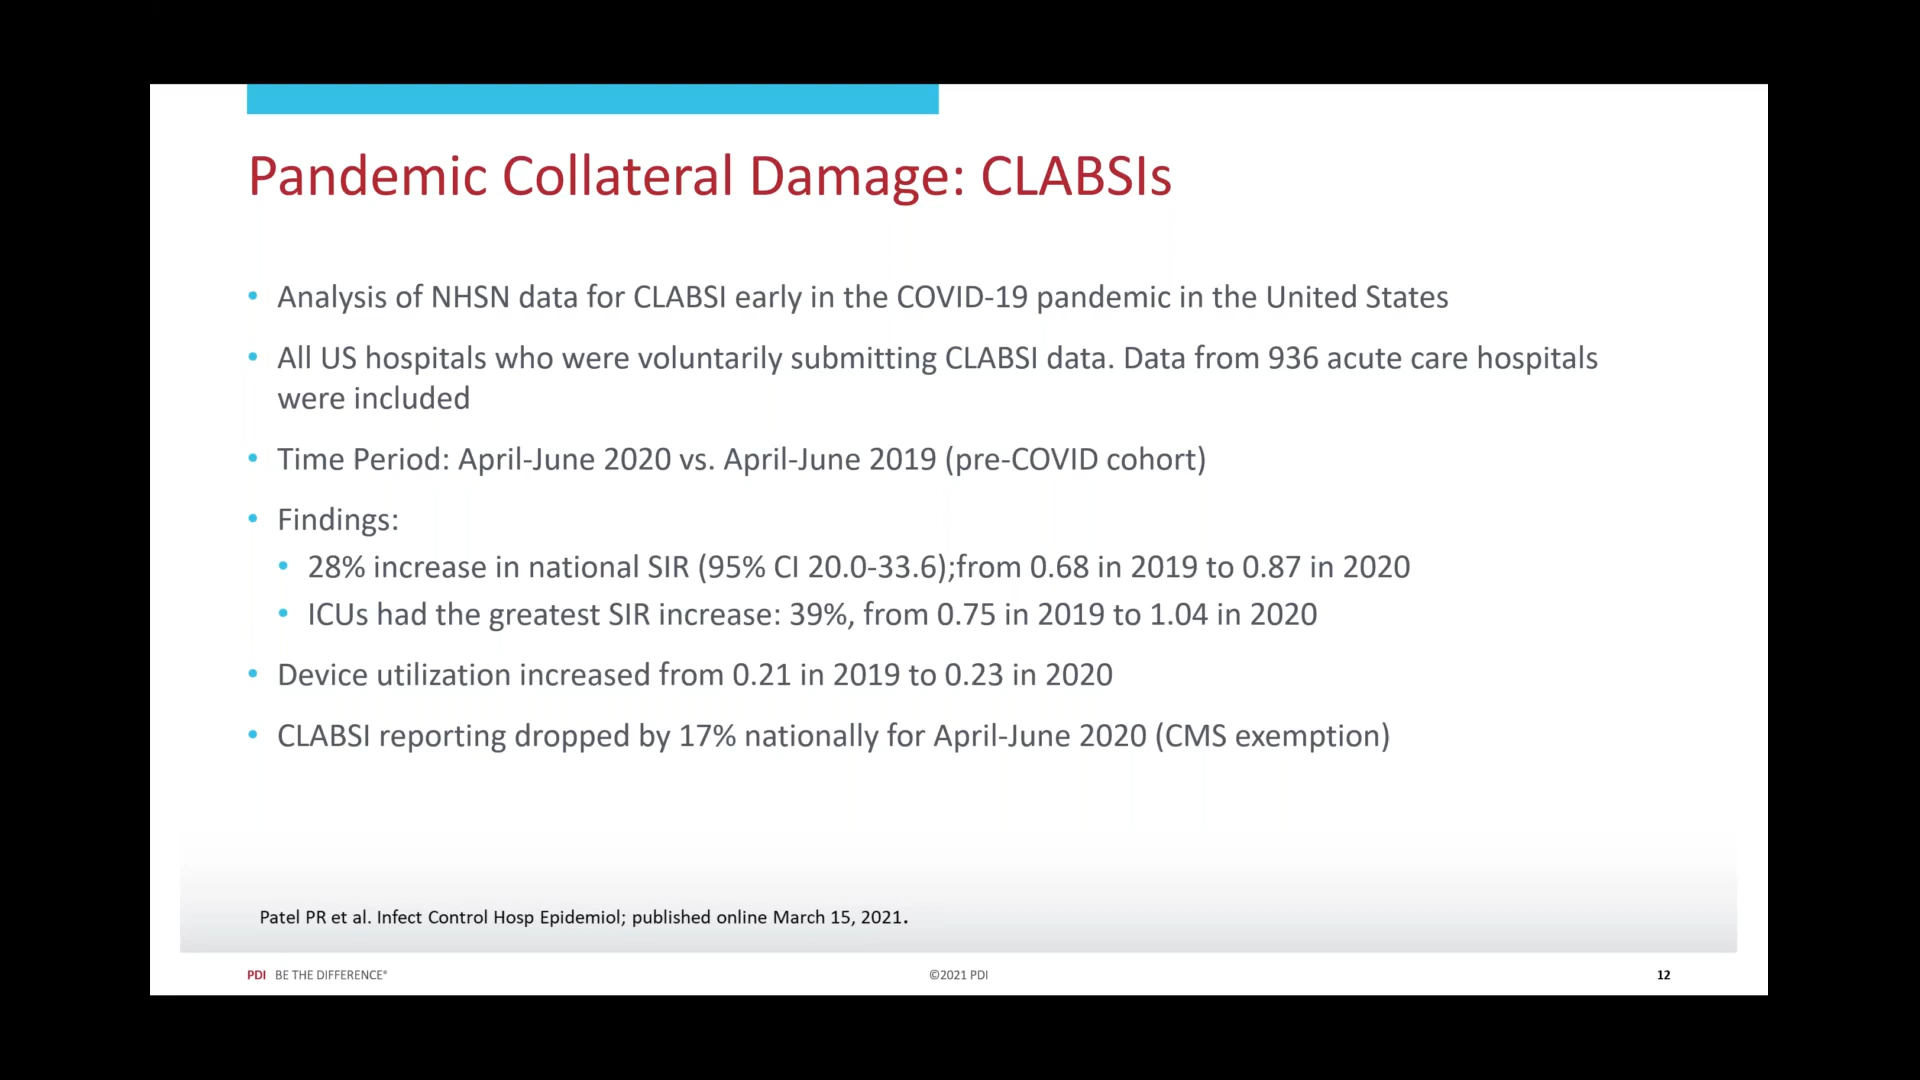 Pandemic Collateral Damage: CLABSIs
• Analysis of NHSN data for CLABSI early in the COVID-19 pandemic in the United States
• All US hospitals who were voluntarily submitting CLABSI data. Data from 936 acute care hospitals
were included
• Time Period: April-June 2020 vs. April-June 2019 (pre-COVID cohort)
• Findings:
• 28% increase in national SIR (95% CI 20.0-33.6);from 0.68 in 2019 to 0.87 in 2020
• ICUs had the greatest SIR increase: 39%, from 0.75 in 2019 to 1.04 in 2020
• Device utilization increased from 0.21 in 2019 to 0.23 in 2020
• CLABSI reporting dropped by 17% nationally for April-June 2020 (CMS exemption)
Patel PR et al. Infect Control Hosp Epidemiol; published online March 15, 2021.
PDI BE THE DIFFERENCE® ©2021 PDI 12